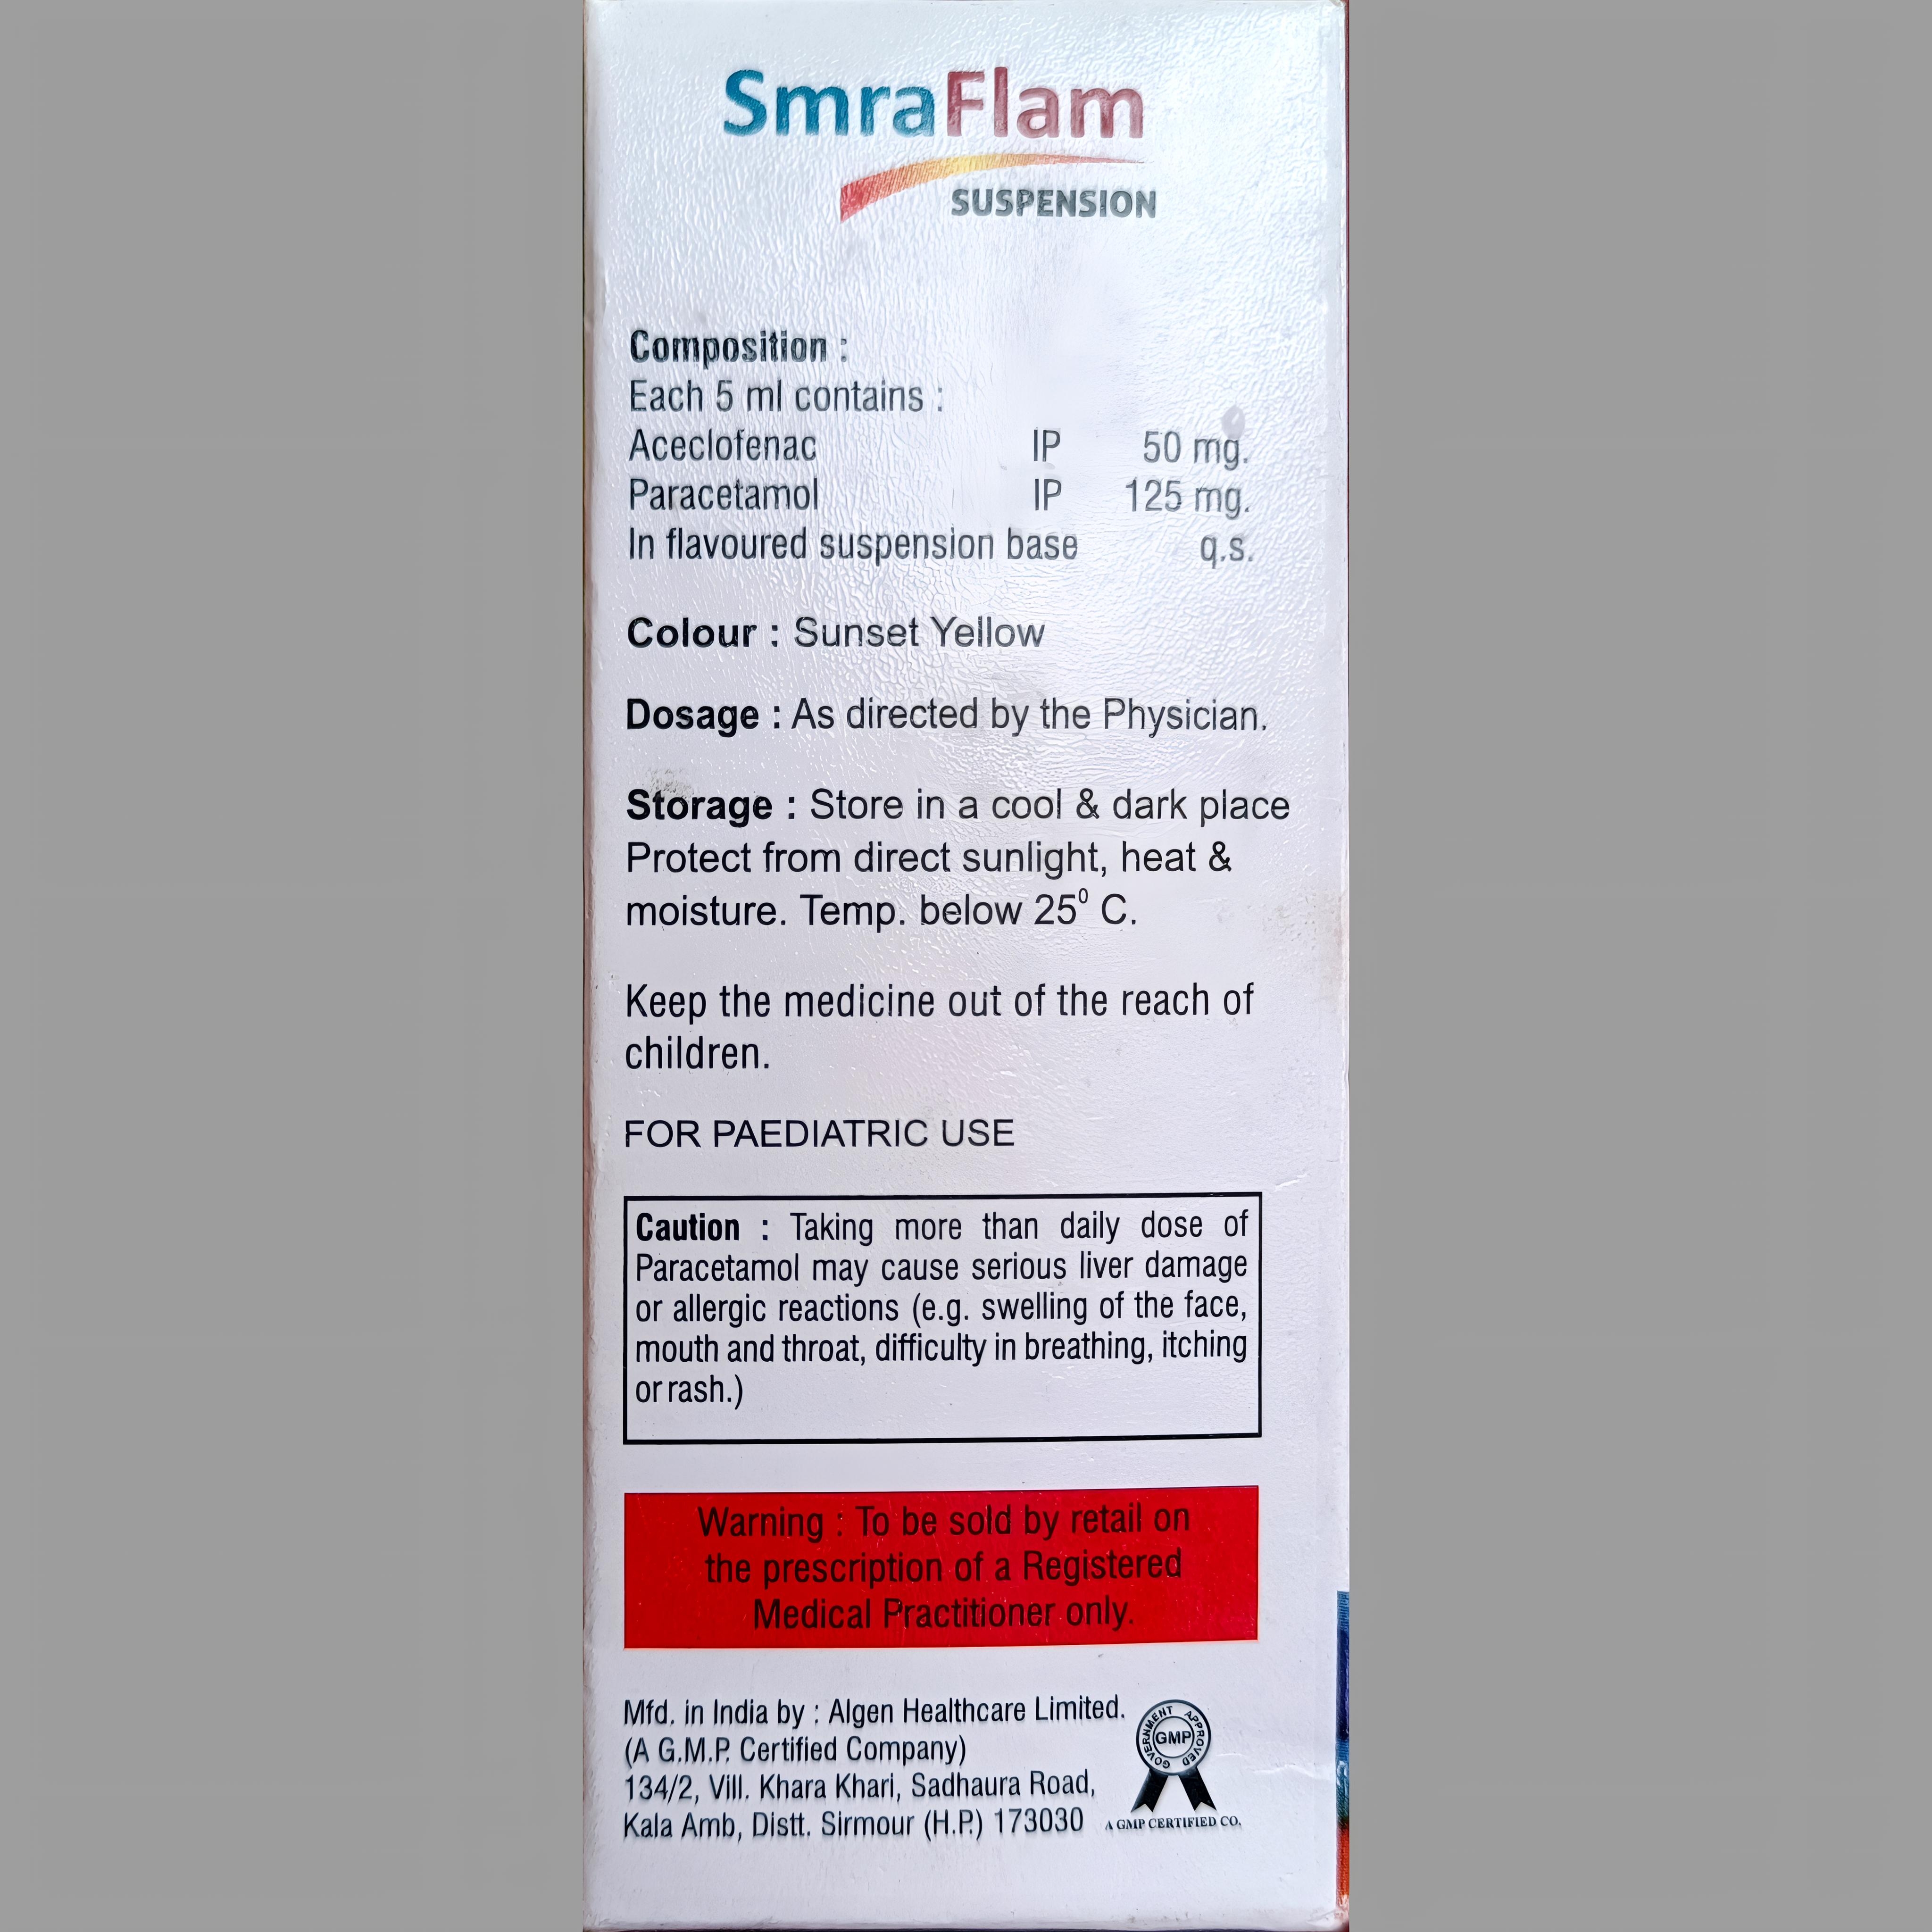 SmraFlam
SUSPENSION
Composition :
Each 5 ml contains :
Aceclofenac IP 50 mg.
Paracetamol IP 125 mg.
In flavoured suspension base q.s.
Colour : Sunset Yellow
Dosage : As directed by the Physician.
Storage : Store in a cool & dark place
Protect from direct sunlight, heat &
moisture. Temp. below 25⁰ C.
Keep the medicine out of the reach of
children.
FOR PAEDIATRIC USE
Caution : Taking more than daily dose of
Paracetamol may cause serious liver damage
or allergic reactions (e.g. swelling of the face,
mouth and throat, difficulty in breathing, itching
or rash.)
Warning : To be sold by retail on
the prescription of a Registered
Medical Practitioner only.
Mfd. in India by : Algen Healthcare Limited.
(A G.M.P. Certified Company)
134/2, Vill. Khara Khari, Sadhaura Road,
Kala Amb, Distt. Sirmour (H.P.) 173030
GOVERNMENT APPROVED
GMP
A GMP CERTIFIED CO.